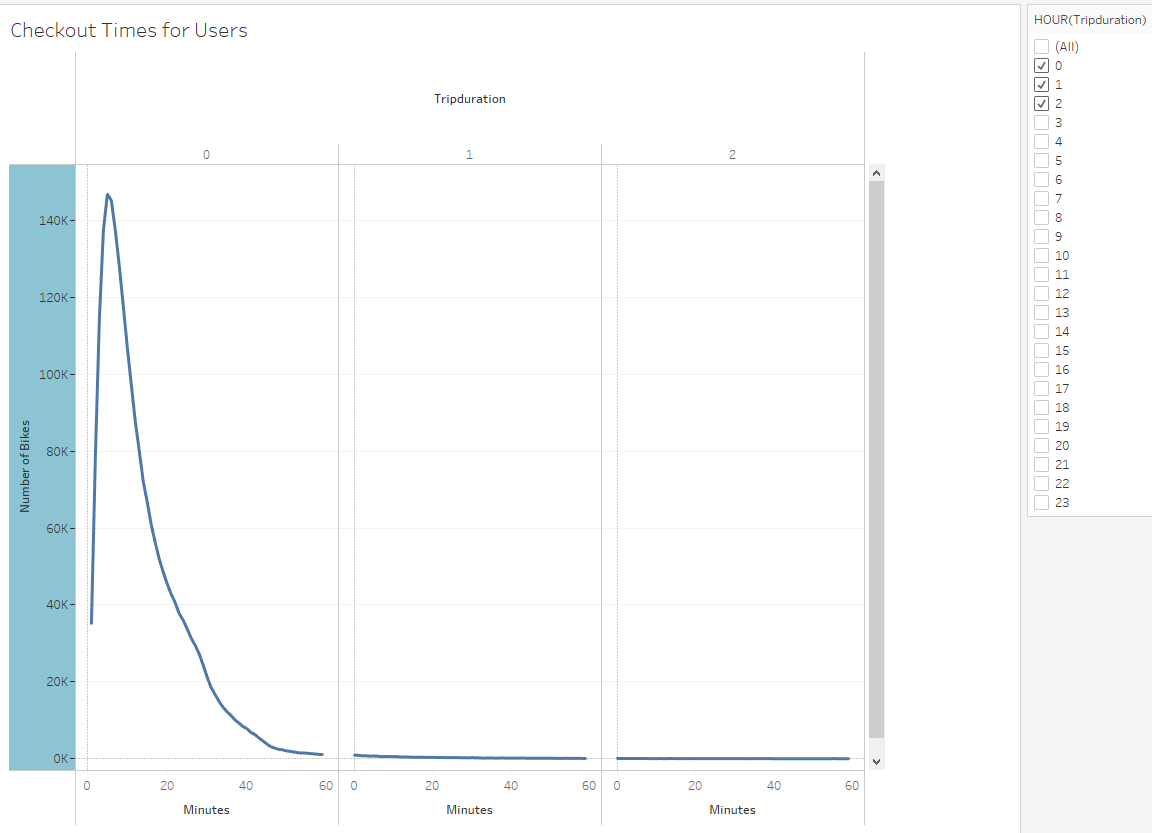 Checkout Times for Users
Tripduration
0 1 2
Number of Bikes
140K
120K
100K
80K
60K
40K
20K
0K
0 20 40 60 0 20 40 60 0 20 40 60
Minutes Minutes Minutes
HOUR(Tripduration)
(All)
0
1
2
3
4
5
6
7
8
9
10
11
12
13
14
15
16
17
18
19
20
21
22
23